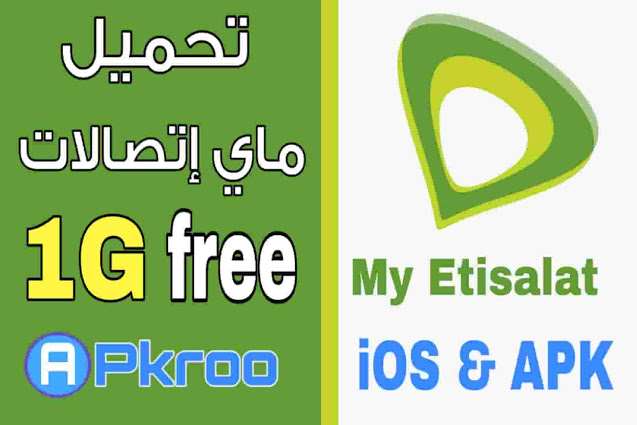 تحميل
ماي إتصالات
1G free
APkroo
My Etisalat
iOS & APK